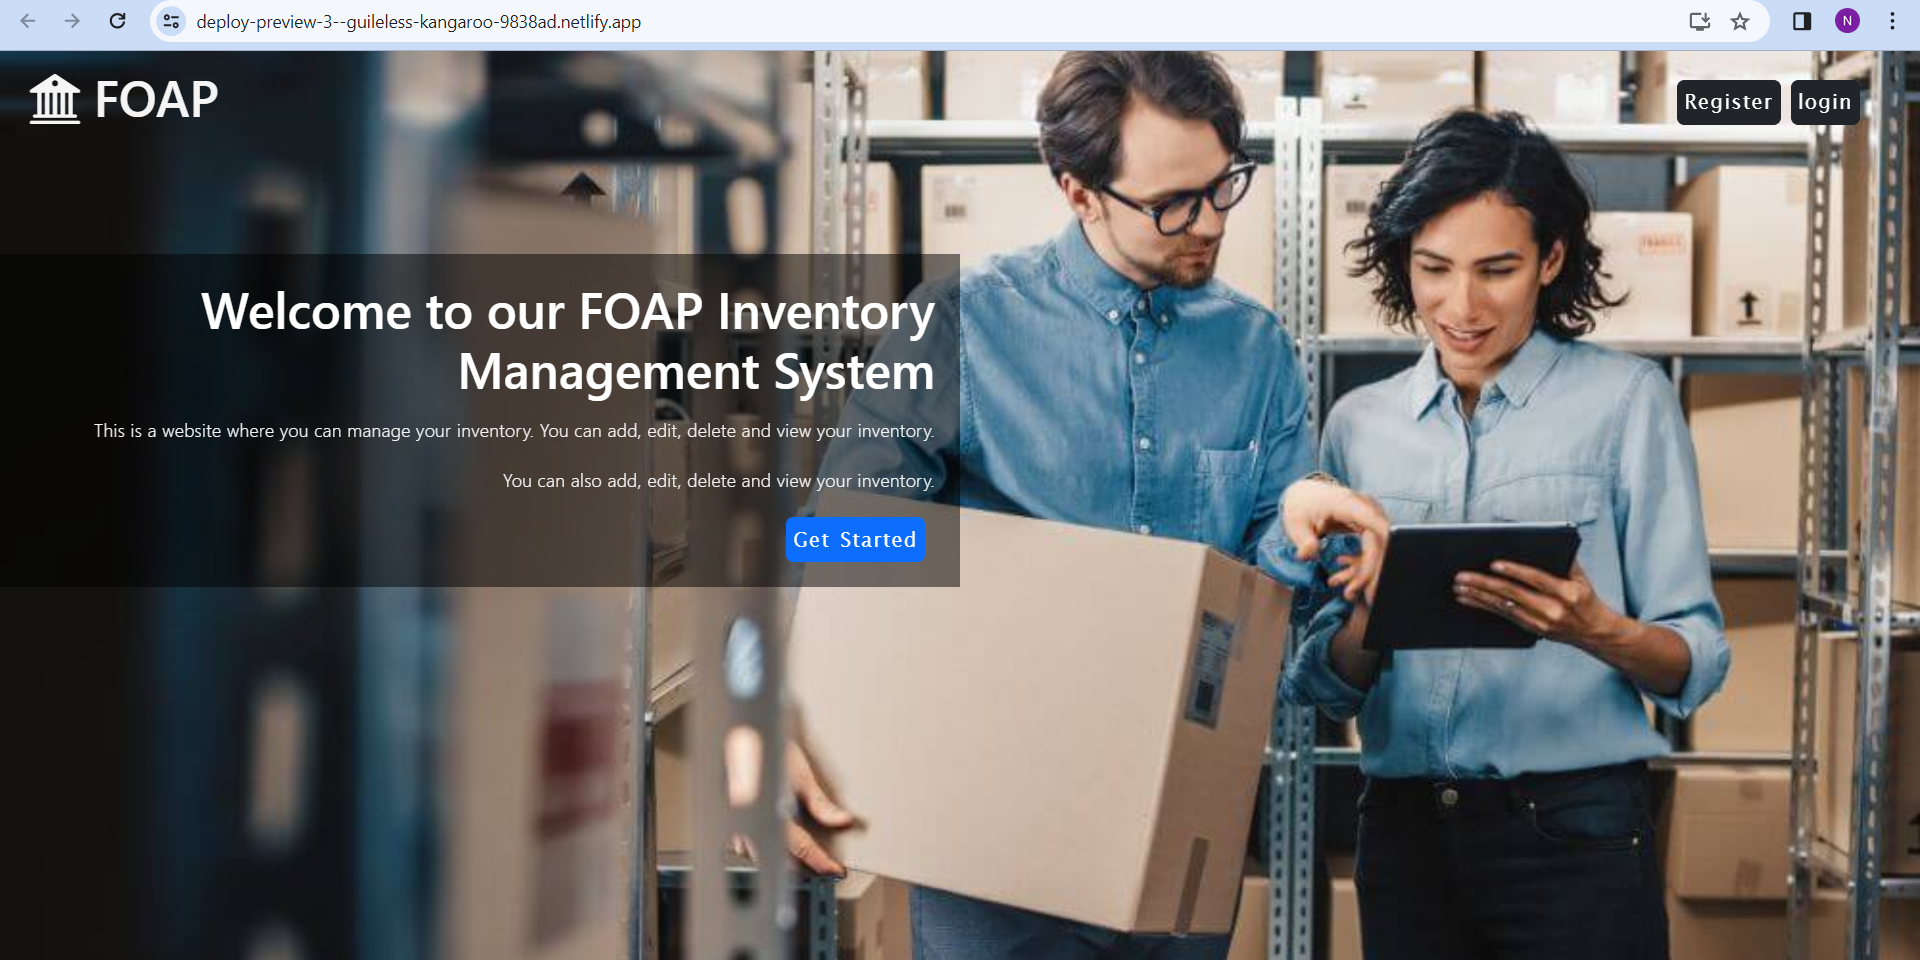 deploy-preview-3--guileless-kangaroo-9838ad.netlify.app
N
FOAP
Register
login
Welcome to our FOAP Inventory
Management System
This is a website where you can manage your inventory. You can add, edit, delete and view your inventory.
You can also add, edit, delete and view your inventory.
Get Started